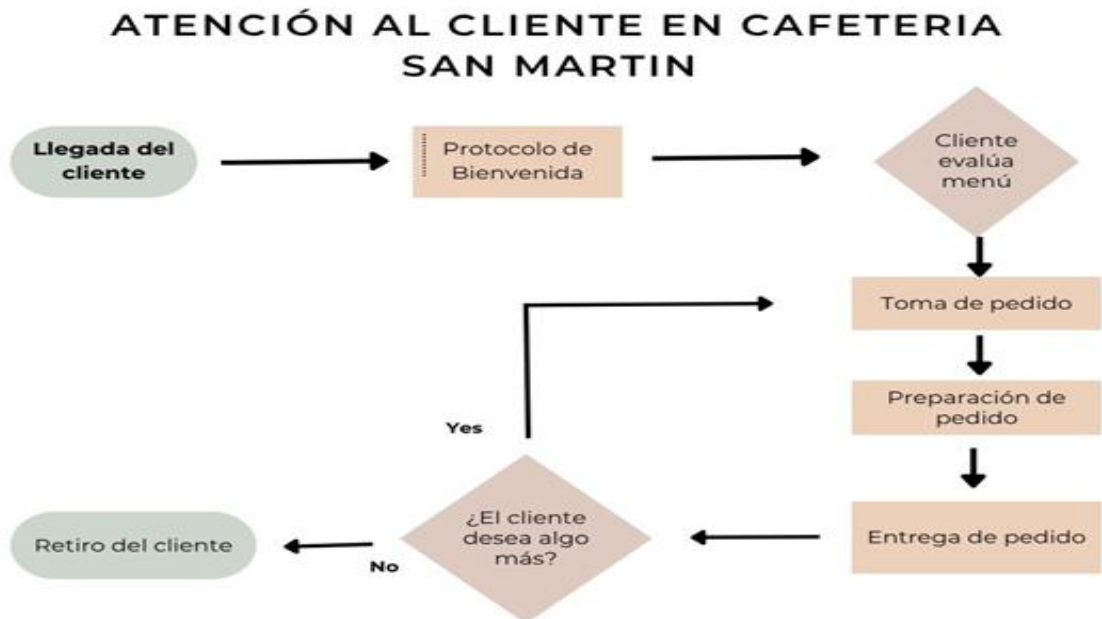 ATENCIÓN AL CLIENTE EN CAFETERIA
SAN MARTIN
Llegada del
cliente
Protocolo de
Bienvenida
Cliente
evalúa
menú
Toma de pedido
Preparación de
pedido
Entrega de pedido
¿El cliente
desea algo
más?
Yes
No
Retiro del cliente